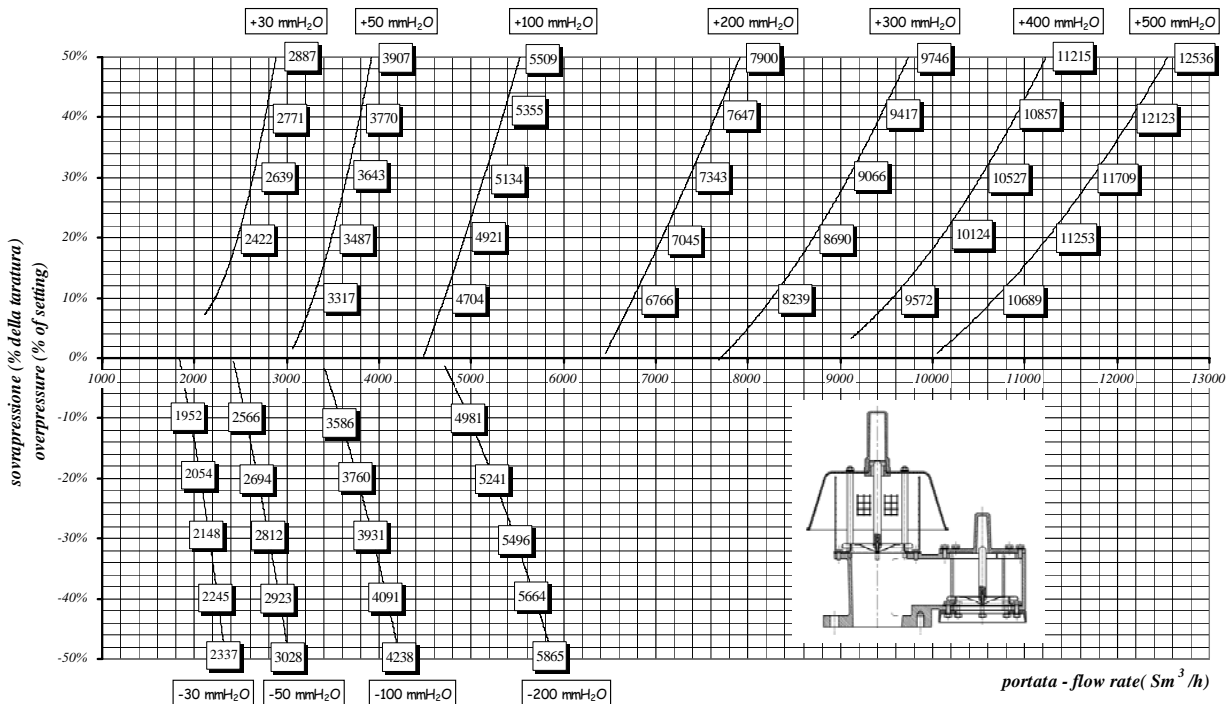 +30 mmH₂O +50 mmH₂O +100 mmH₂O +200 mmH₂O +300 mmH₂O +400 mmH₂O +500 mmH₂O
50% 2887 3907 5509 7900 9746 11215 12536
40% 2771 3770 5355 7647 9417 10857 12123
30% 2639 3643 5134 7343 9066 10527 11709
20% 2422 3487 4921 7045 8690 10124 11253
10% 3317 4704 6766 8239 9572 10689
0%
1000 2000 3000 4000 5000 6000 7000 8000 9000 10000 11000 12000 13000
-10% 1952 2566 3586 4981
-20% 2054 2694 3760 5241
-30% 2148 2812 3931 5496
-40% 2245 2923 4091 5664
-50% 2337 3028 4238 5865
-30 mmH₂O -50 mmH₂O -100 mmH₂O -200 mmH₂O
sovrapressione (% della taratura)
overpressure (% of setting)
portata - flow rate( Sm³ /h)